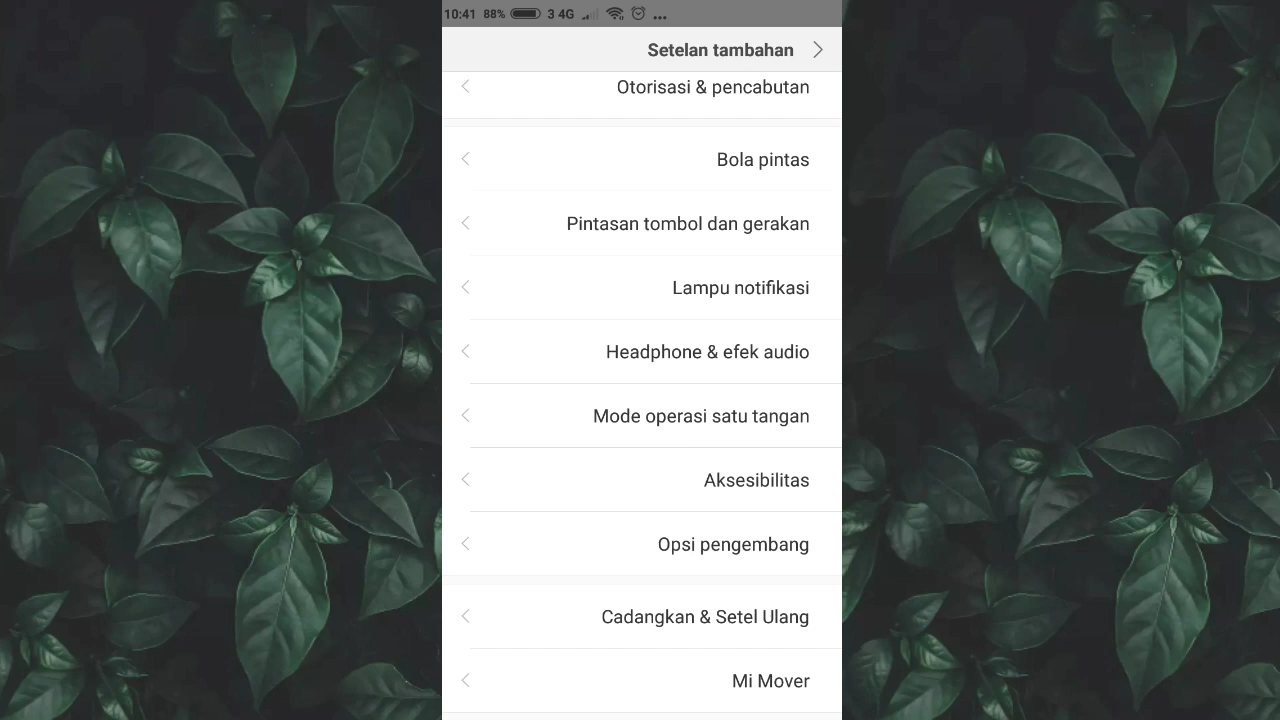 10:41 88% 3 4G ...
Setelan tambahan
Otorisasi & pencabutan
Bola pintas
Pintasan tombol dan gerakan
Lampu notifikasi
Headphone & efek audio
Mode operasi satu tangan
Aksesibilitas
Opsi pengembang
Cadangkan & Setel Ulang
Mi Mover